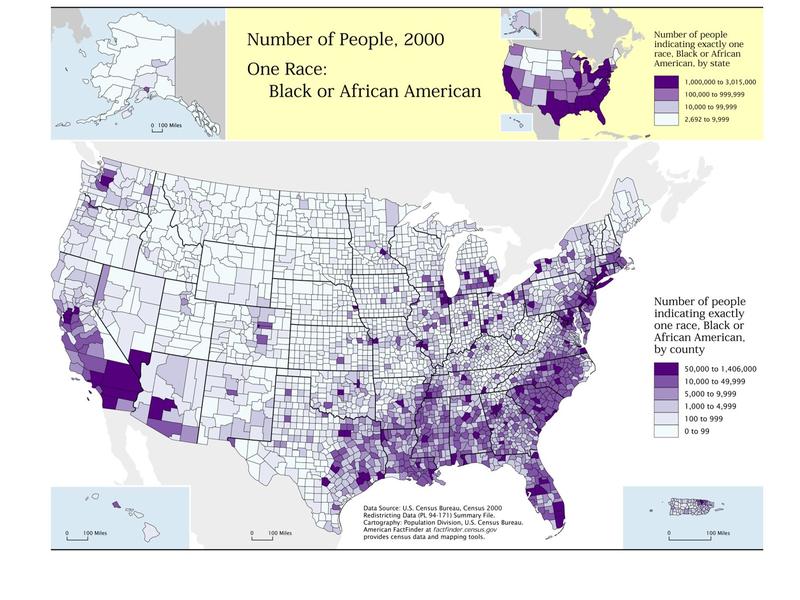 Number of People, 2000
One Race:
Black or African American
Number of people
indicating exactly one
race, Black or African
American, by state
1,000,000 to 3,015,000
100,000 to 999,999
10,000 to 99,999
2,692 to 9,999
0 100 Miles
Number of people
indicating exactly
one race, Black or
African American,
by county
50,000 to 1,406,000
10,000 to 49,999
5,000 to 9,999
1,000 to 4,999
100 to 999
0 to 99
Data Source: U.S. Census Bureau, Census 2000
Redistricting Data (PL 94-171) Summary File.
Cartography: Population Division, U.S. Census Bureau.
American FactFinder at factfinder.census.gov
provides census data and mapping tools.
0 100 Miles
0 100 Miles
0 100 Miles